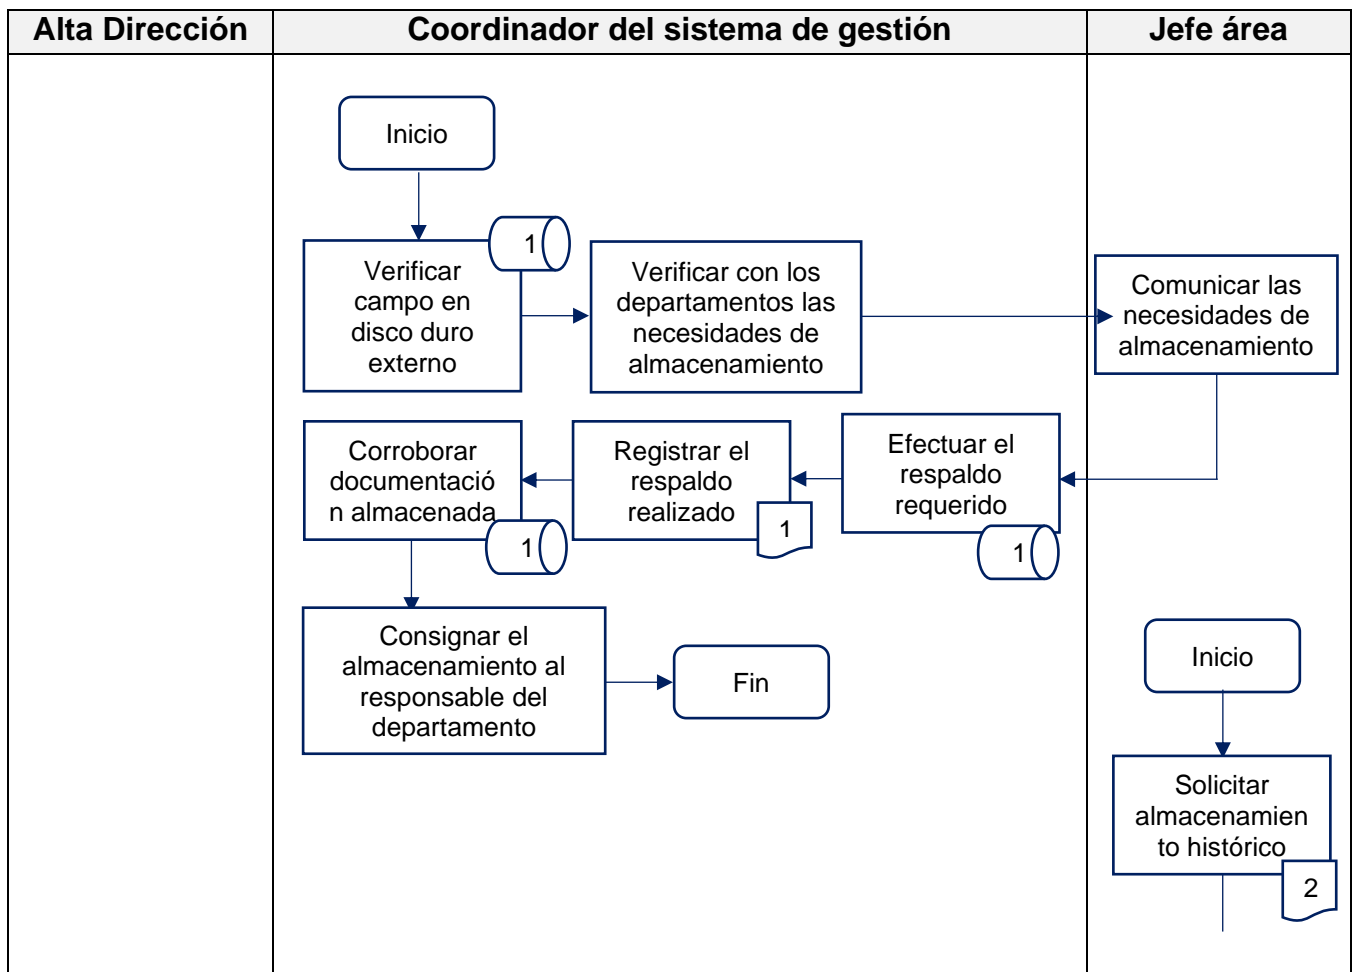 Alta Dirección
Coordinador del sistema de gestión
Jefe área
Inicio
1
Verificar
campo en
disco duro
externo
Verificar con los
departamentos las
necesidades de
almacenamiento
Comunicar las
necesidades de
almacenamiento
Corroborar
documentació
n almacenada
1
Registrar el
respaldo
realizado
1
Efectuar el
respaldo
requerido
1
Consignar el
almacenamiento al
responsable del
departamento
Fin
Inicio
Solicitar
almacenamien
to histórico
2